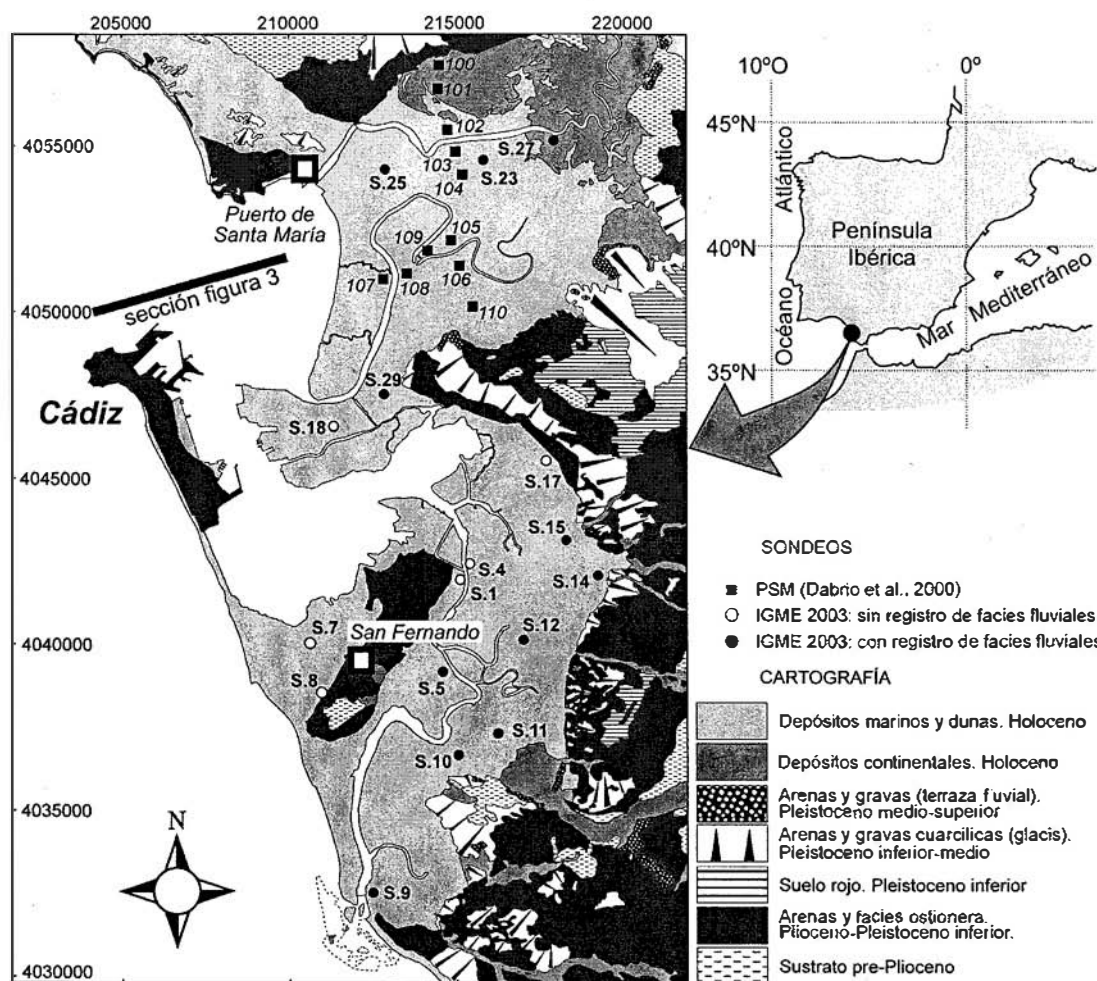 205000 210000 215000 220000
4055000
4050000
4045000
4040000
4035000
4030000
100
101
102
103
104
S.27
S.23
S.25
Puerto de
Santa María
105
109
106
107
108
110
sección figura 3
Cádiz
S.29
S.18
S.17
S.15
S.4
S.14
S.1
S.12
S.7
San Fernando
S.8
S.5
S.11
S.10
N
S.9
10ºO 0º
45ºN
40ºN
35ºN
Océano Atlántico
Península
Ibérica
Mar Mediterráneo
SONDEOS
PSM (Dabrio et al., 2000)
IGME 2003: sin registro de facies fluviales
IGME 2003: con registro de facies fluviales
CARTOGRAFÍA
Depósitos marinos y dunas. Holoceno
Depósitos continentales. Holoceno
Arenas y gravas (terraza fluvial).
Pleistoceno medio-superior
Arenas y gravas cuarcilicas (glacis).
Pleistoceno inferior-medio
Suelo rojo. Pleistoceno inferior
Arenas y facies ostionera.
Plioceno-Pleistoceno inferior.
Sustrato pre-Plioceno